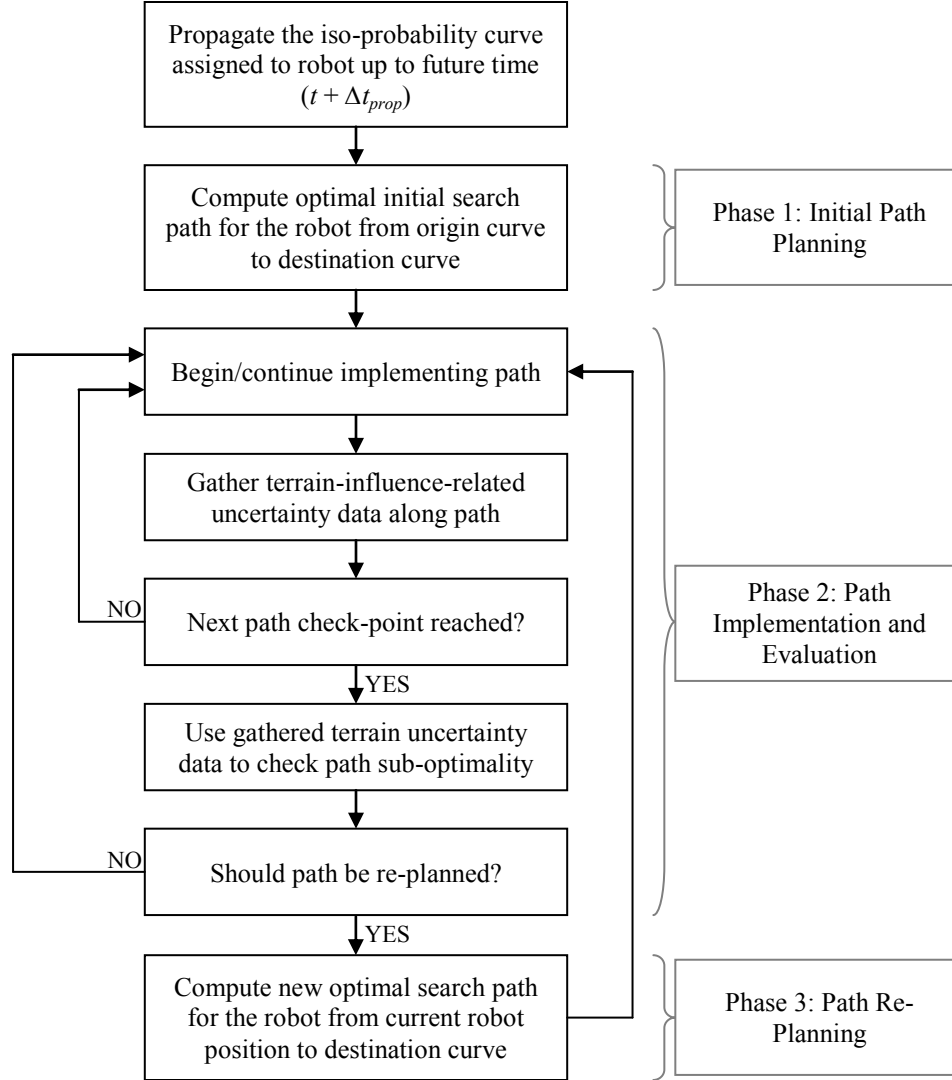 Propagate the iso-probability curve
assigned to robot up to future time
(t + Δt_prop)
Compute optimal initial search
path for the robot from origin curve
to destination curve
Phase 1: Initial Path
Planning
Begin/continue implementing path
Gather terrain-influence-related
uncertainty data along path
NO
Next path check-point reached?
YES
Phase 2: Path
Implementation and
Evaluation
Use gathered terrain uncertainty
data to check path sub-optimality
NO
Should path be re-planned?
YES
Compute new optimal search path
for the robot from current robot
position to destination curve
Phase 3: Path Re-
Planning